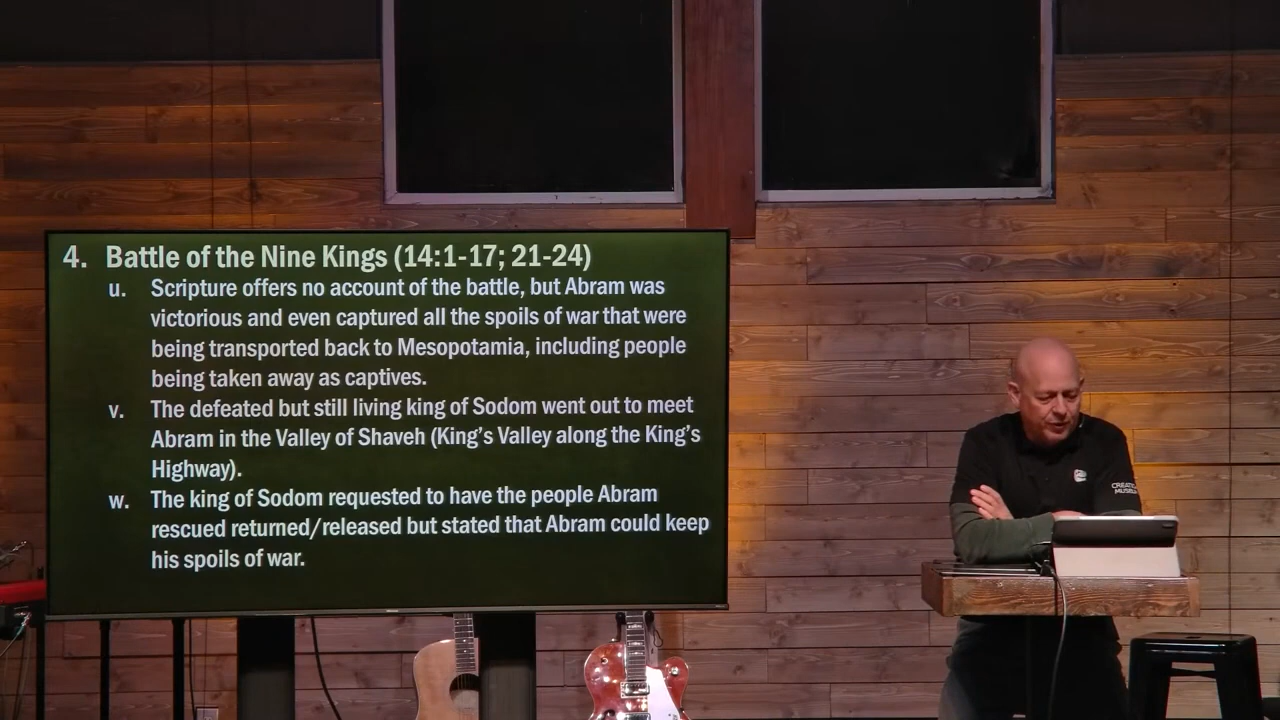 4. Battle of the Nine Kings (14:1-17; 21-24)
u. Scripture offers no account of the battle, but Abram was
victorious and even captured all the spoils of war that were
being transported back to Mesopotamia, including people
being taken away as captives.
v. The defeated but still living king of Sodom went out to meet
Abram in the Valley of Shaveh (King's Valley along the King's
Highway).
w. The king of Sodom requested to have the people Abram
rescued returned/released but stated that Abram could keep
his spoils of war.